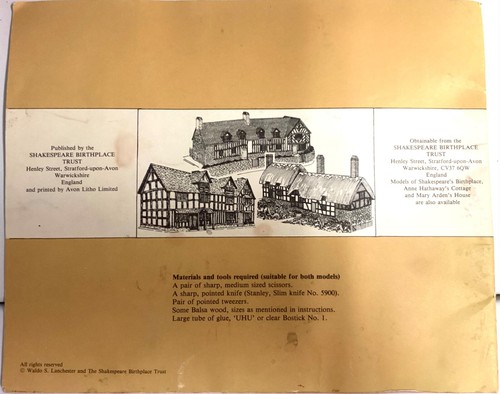 Published by the
SHAKESPEARE BIRTHPLACE
TRUST
Henley Street, Stratford-upon-Avon
Warwickshire
England
and printed by Avon Litho Limited
Obtainable from the
SHAKESPEARE BIRTHPLACE
TRUST
Henley Street, Stratford-upon-Avon
Warwickshire, CV37 6QW
England
Models of Shakespeare's Birthplace,
Anne Hathaway's Cottage
and Mary Arden's House
are also available
Materials and tools required (suitable for both models)
A pair of sharp, medium sized scissors.
A sharp, pointed knife (Stanley, Slim knife No. 5900).
Pair of pointed tweezers.
Some Balsa wood, sizes as mentioned in instructions.
Large tube of glue, 'UHU' or clear Bostick No. 1.
All rights reserved
© Waldo S. Lanchester and The Shakespeare Birthplace Trust